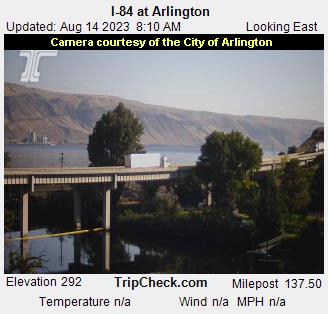 I-84 at Arlington
Updated: Aug 14 2023 8:10 AM Looking East
Camera courtesy of the City of Arlington
Elevation 292 TripCheck.com Milepost 137.50
Temperature n/a Wind n/a MPH n/a